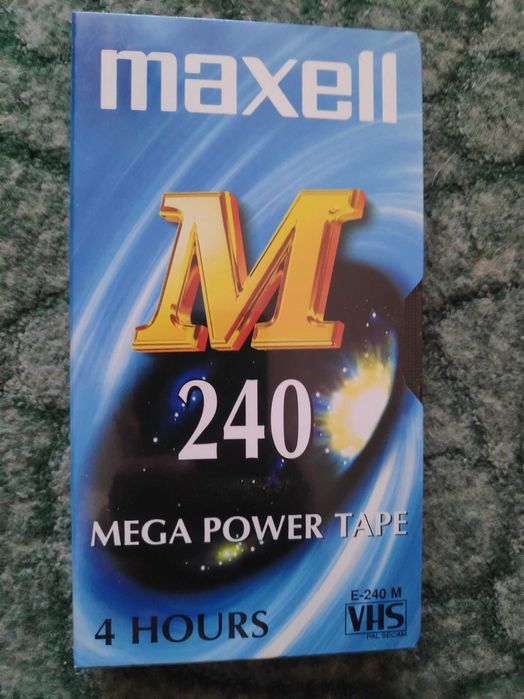 maxell
M
240
MEGA POWER TAPE
4 HOURS
E-240 M
VHS
PAL SECAM